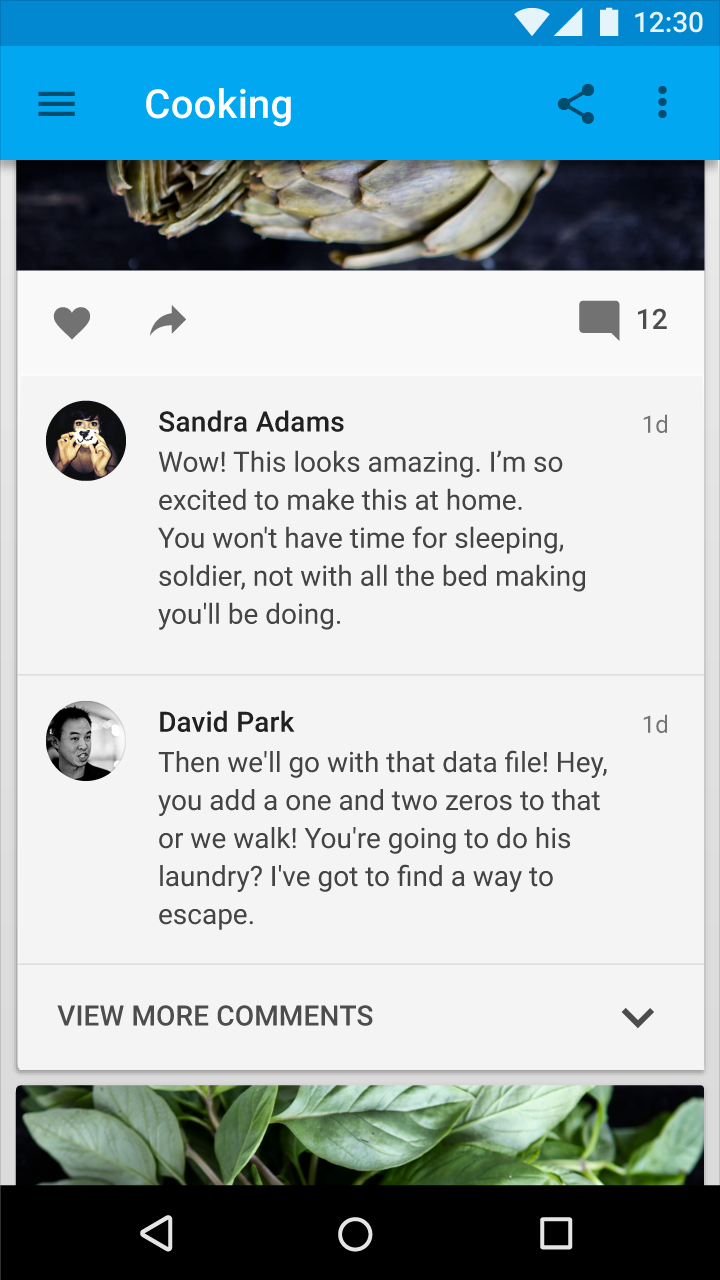 12:30
Cooking
12
Sandra Adams
1d
Wow! This looks amazing. I’m so
excited to make this at home.
You won't have time for sleeping,
soldier, not with all the bed making
you'll be doing.
David Park
1d
Then we'll go with that data file! Hey,
you add a one and two zeros to that
or we walk! You're going to do his
laundry? I've got to find a way to
escape.
VIEW MORE COMMENTS